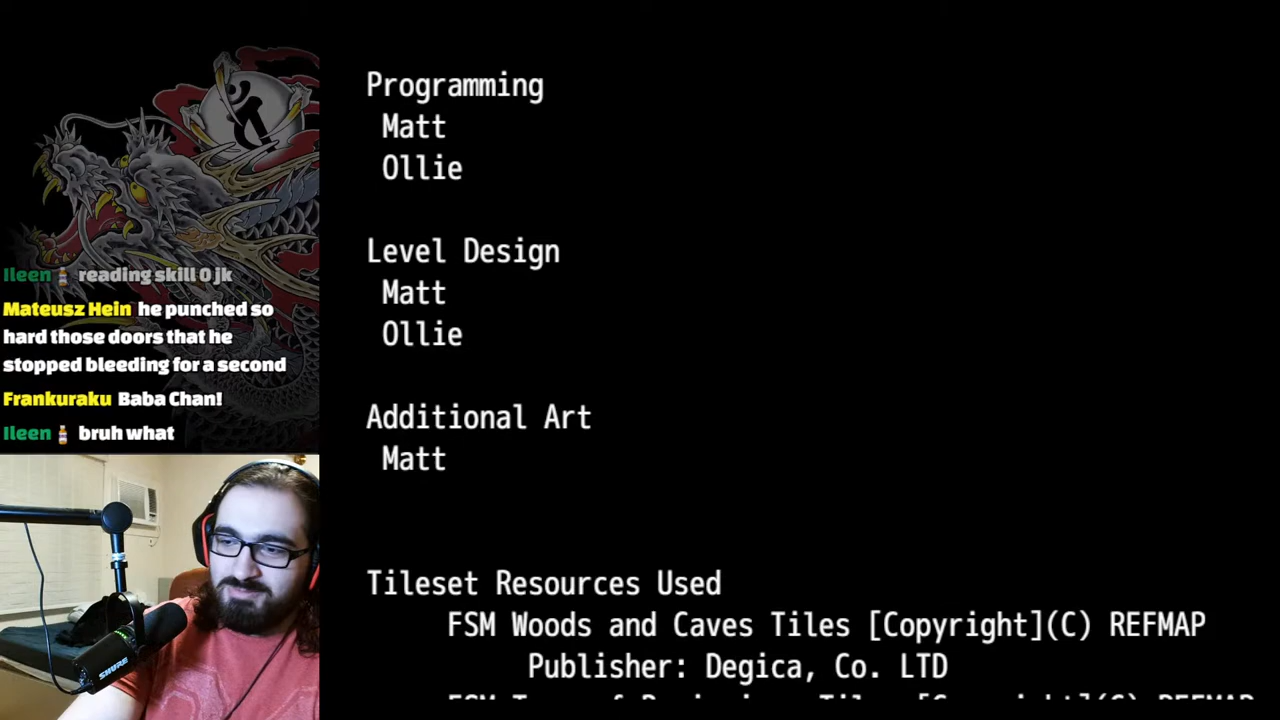 Programming
Matt
Ollie
Level Design
Matt
Ollie
Additional Art
Matt
Tileset Resources Used
FSM Woods and Caves Tiles [Copyright](C) REFMAP
Publisher: Degica, Co. LTD
Ileen reading skill 0 jk
Mateusz Hein he punched so
hard those doors that he
stopped bleeding for a second
Frankuraku Baba Chan!
Ileen bruh what
SHURE